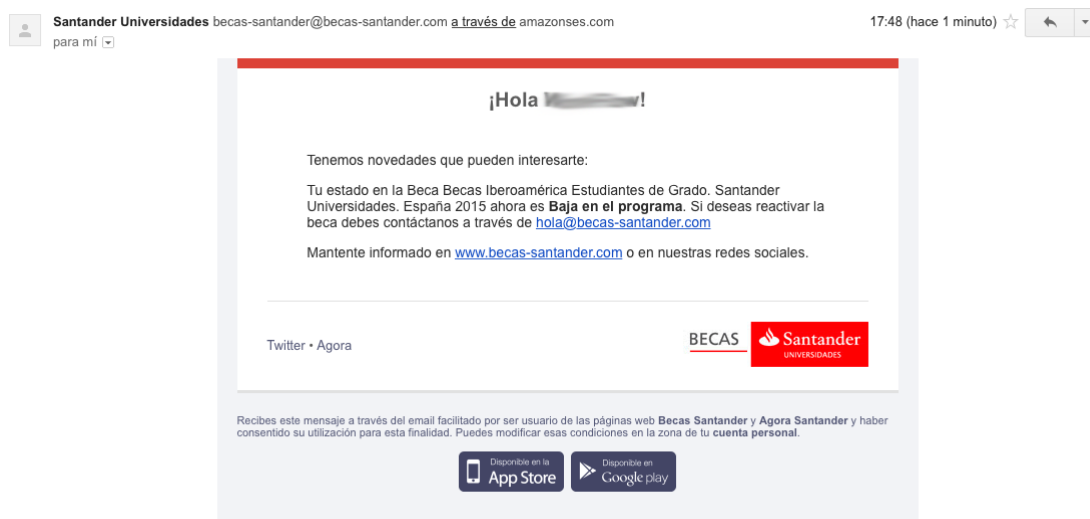 Santander Universidades becas-santander@becas-santander.com a través de amazonses.com
17:48 (hace 1 minuto)
para mí
¡Hola !
Tenemos novedades que pueden interesarte:
Tu estado en la Beca Becas Iberoamérica Estudiantes de Grado. Santander
Universidades. España 2015 ahora es Baja en el programa. Si deseas reactivar la
beca debes contáctanos a través de hola@becas-santander.com
Mantente informado en www.becas-santander.com o en nuestras redes sociales.
Twitter • Agora
BECAS
Santander
UNIVERSIDADES
Recibes este mensaje a través del email facilitado por ser usuario de las páginas web Becas Santander y Agora Santander y haber
consentido su utilización para esta finalidad. Puedes modificar esas condiciones en la zona de tu cuenta personal.
Disponible en la
App Store
Disponible en
Google play